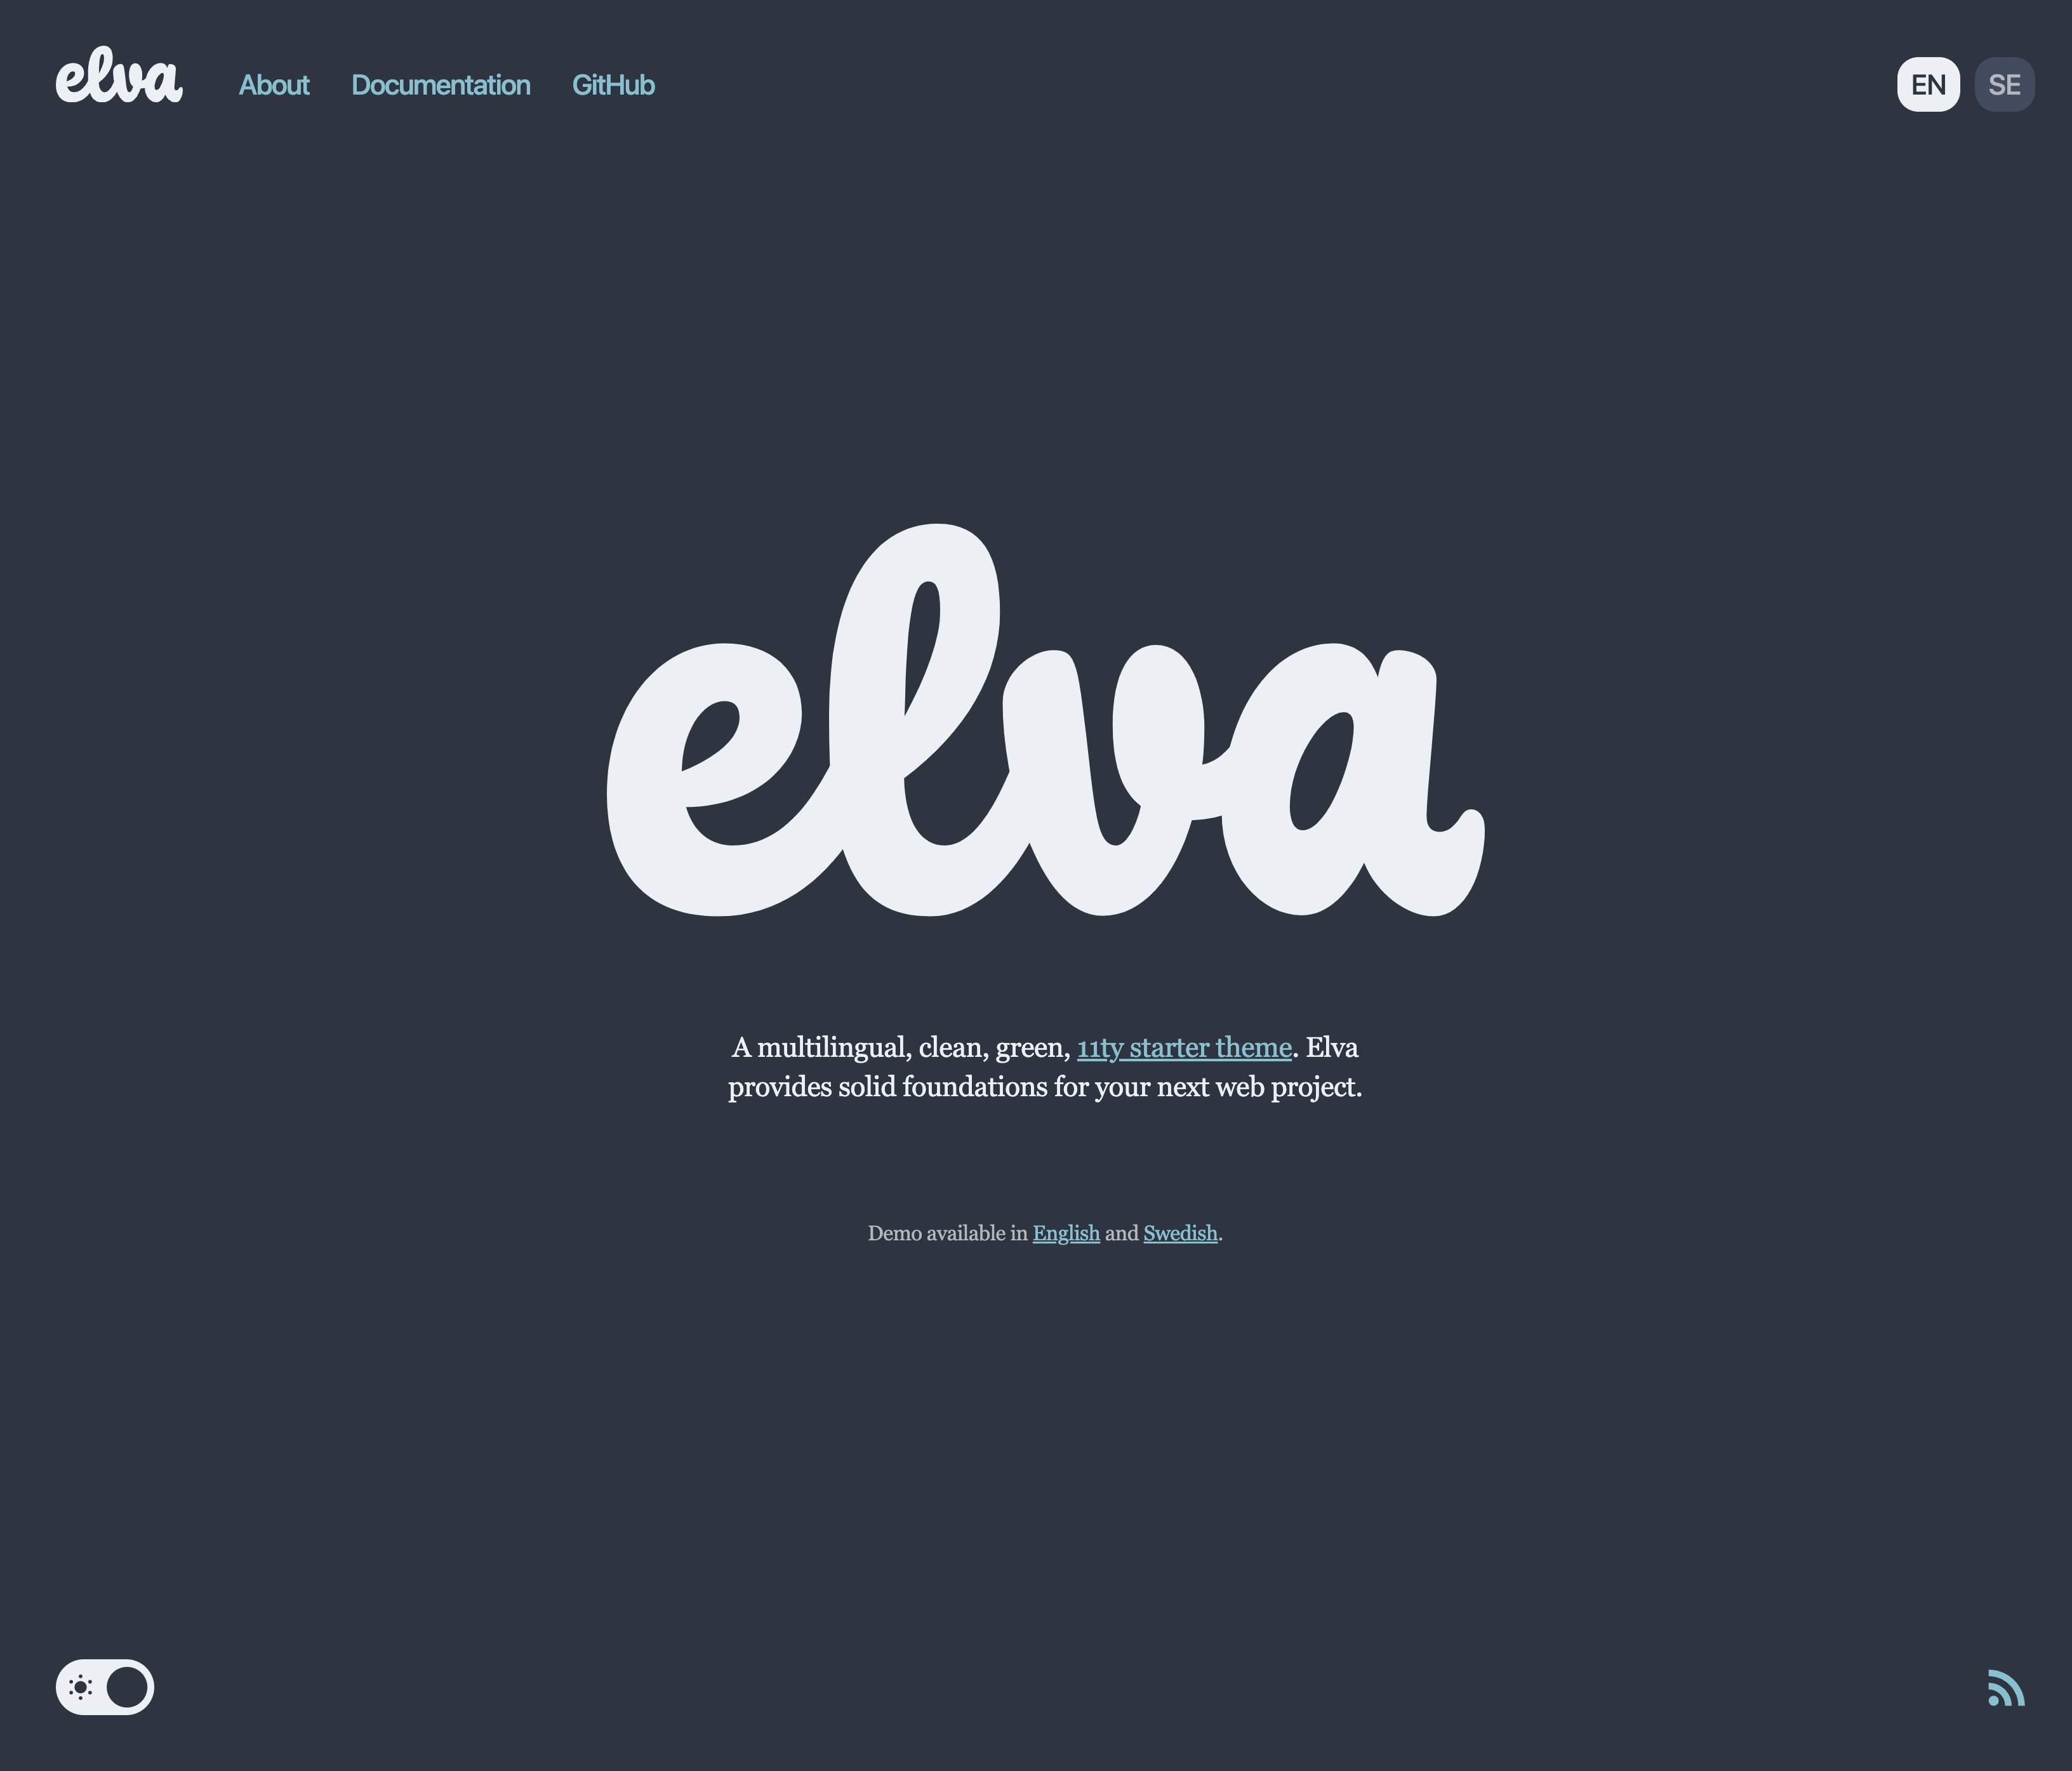 elva About Documentation GitHub EN SE
elva
A multilingual, clean, green, 11ty starter theme. Elva
provides solid foundations for your next web project.
Demo available in English and Swedish.